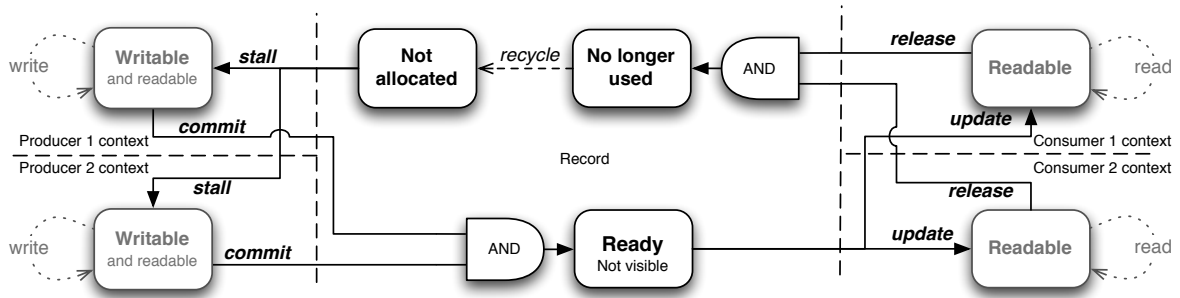 write
Writable
and readable
stall
Not
allocated
recycle
No longer
used
AND
release
Readable
read
commit
update
Producer 1 context
Consumer 1 context
Record
Producer 2 context
Consumer 2 context
stall
release
write
Writable
and readable
commit
AND
Ready
Not visible
update
Readable
read